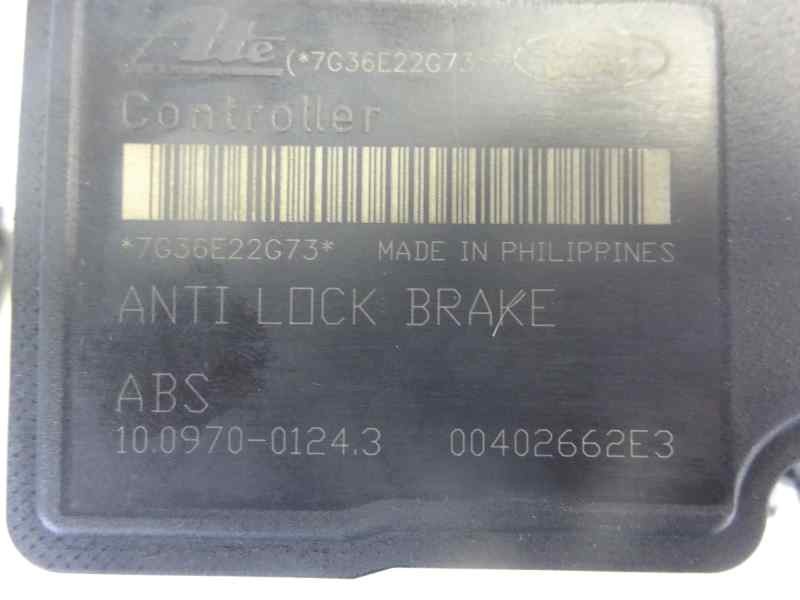 Ate (*7G36E22G73*
Controller
*7G36E22G73* MADE IN PHILIPPINES
ANTI LOCK BRAKE
ABS
10.0970-0124.3 00402662E3